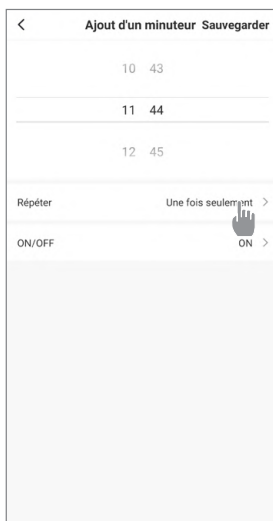 Ajout d'un minuteur Sauvegarder
10 43
11 44
12 45
Répéter Une fois seulement
ON/OFF ON